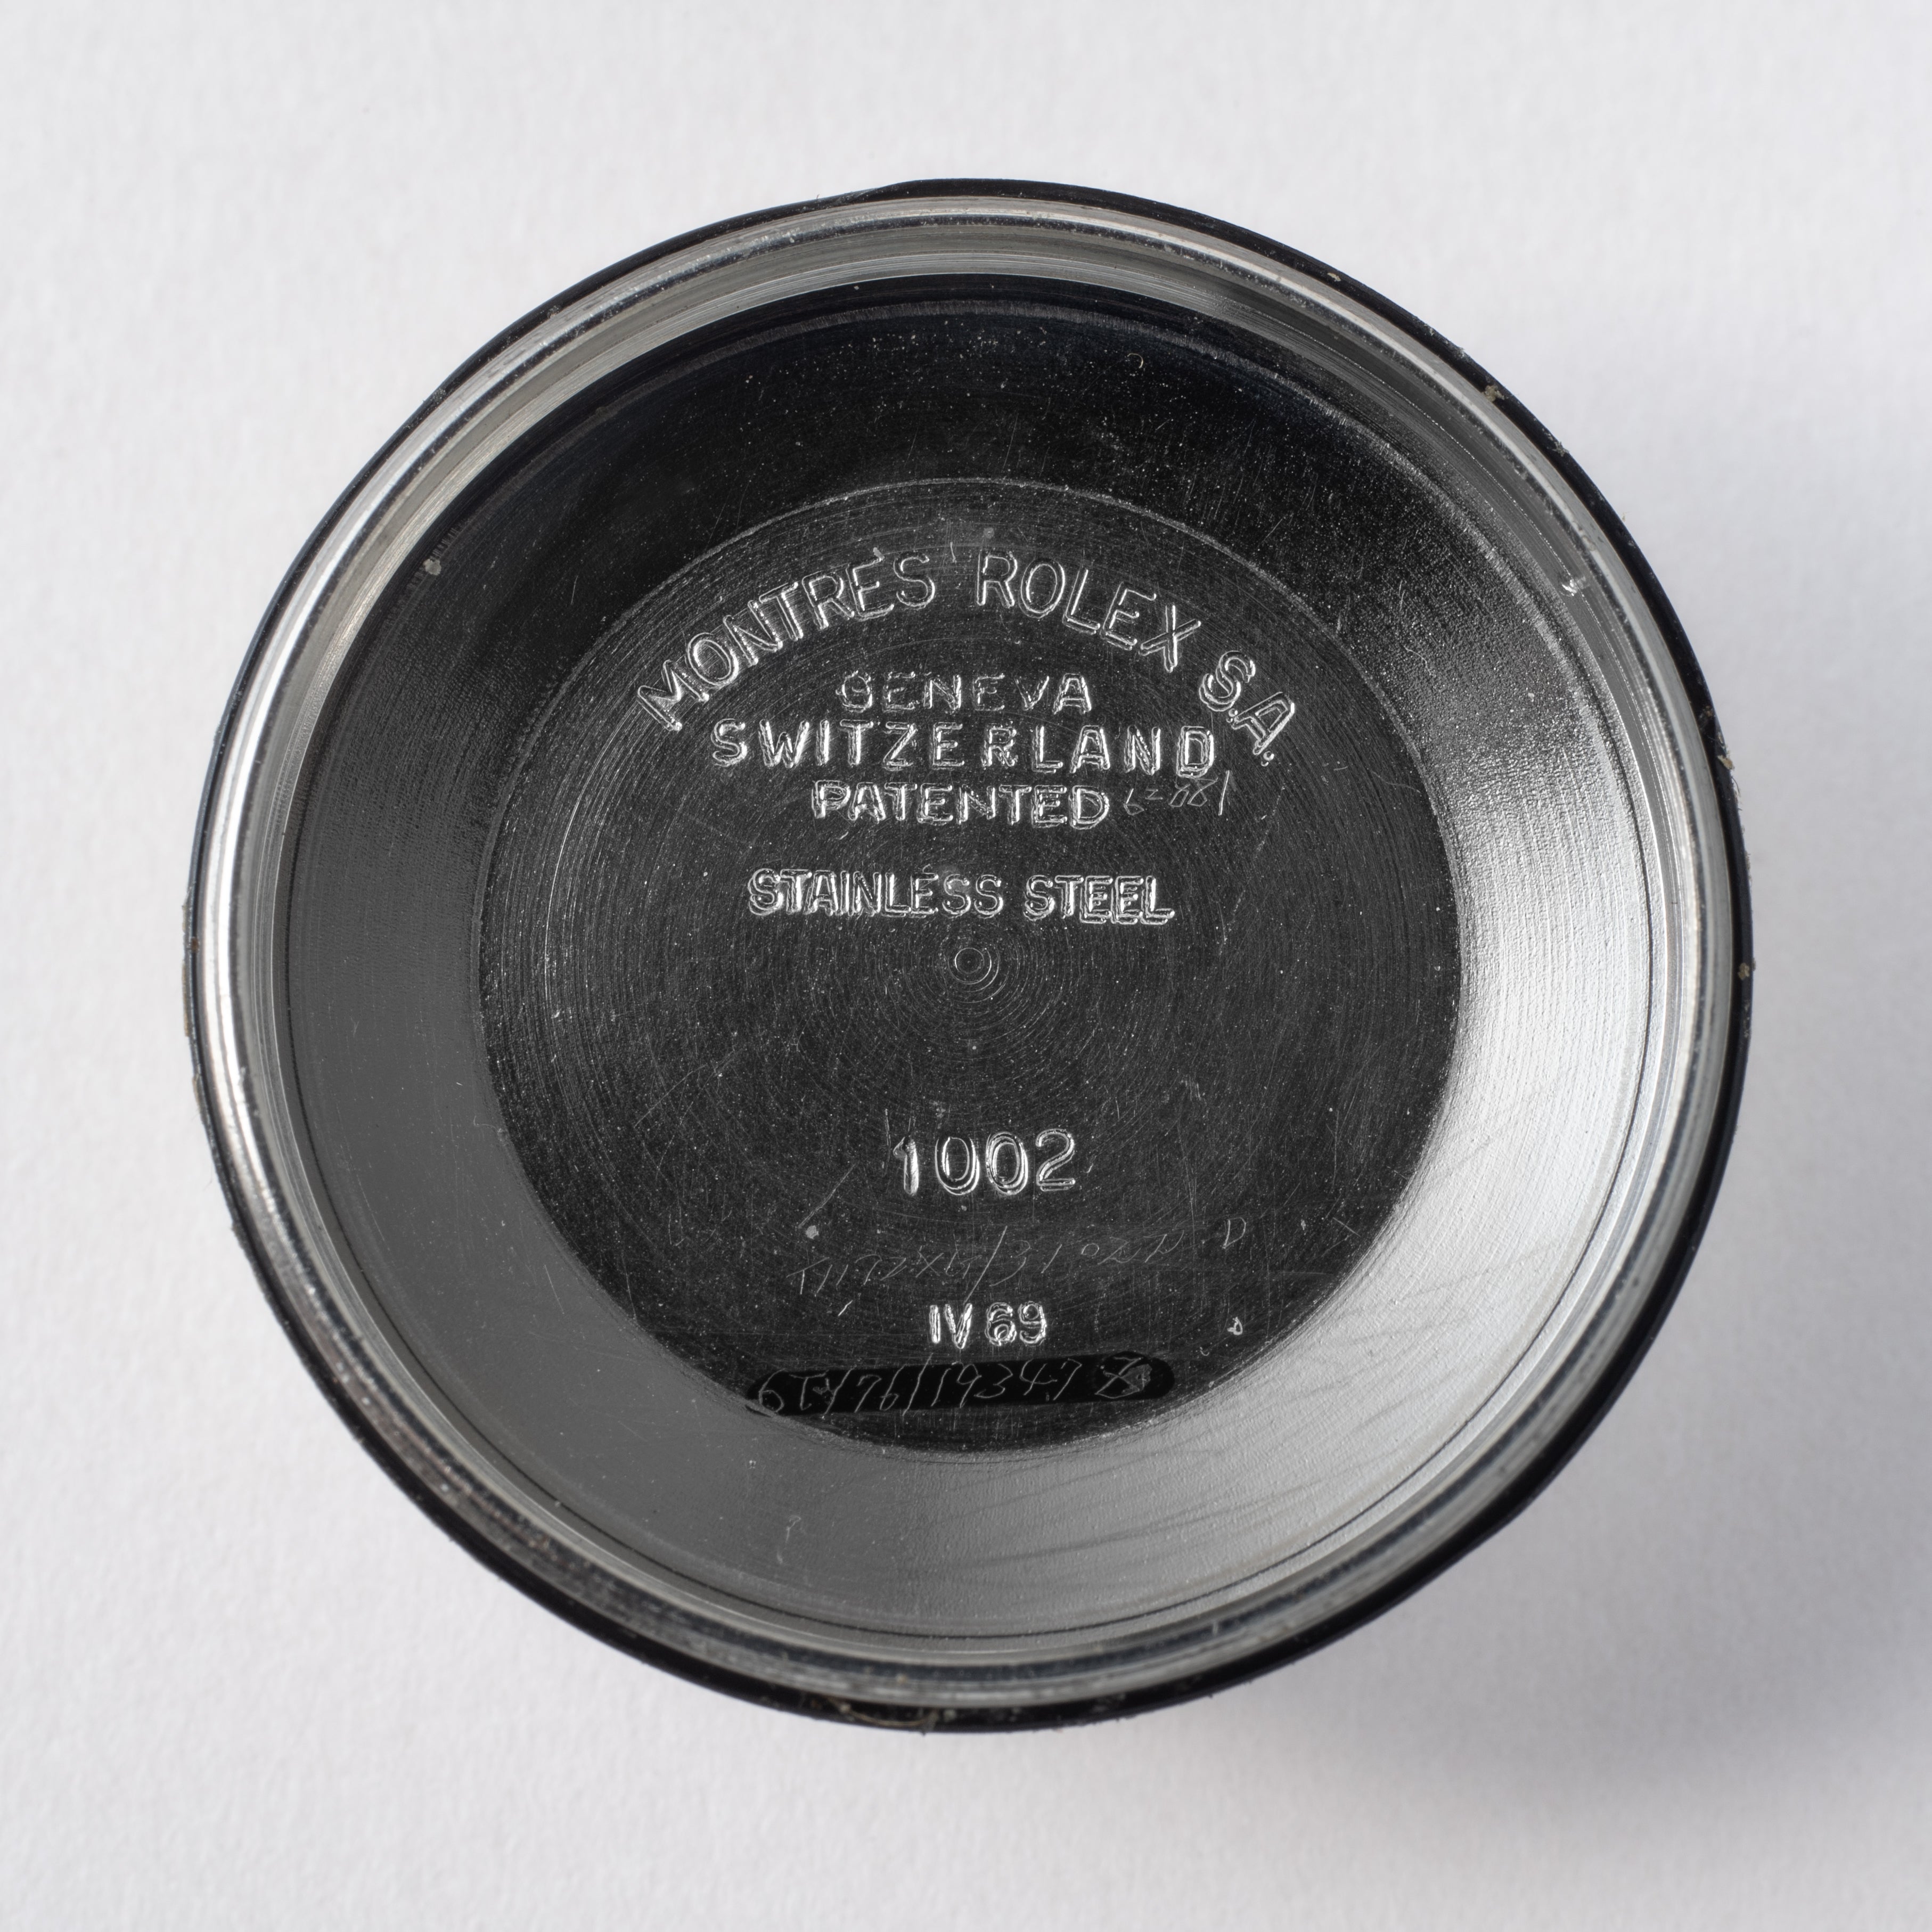 MONTRES ROLEX S.A.
GENEVA
SWITZERLAND
PATENTED
STAINLESS STEEL
1002
IV 69